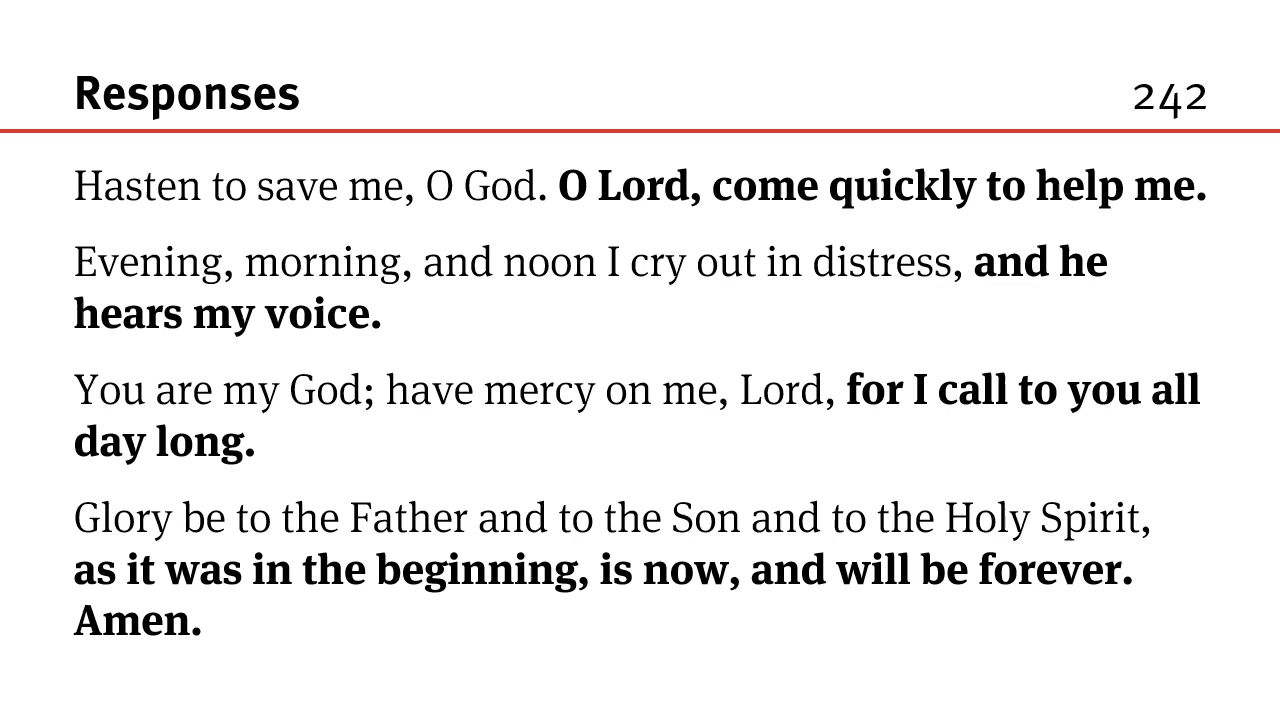 Responses 242
Hasten to save me, O God. O Lord, come quickly to help me.
Evening, morning, and noon I cry out in distress, and he
hears my voice.
You are my God; have mercy on me, Lord, for I call to you all
day long.
Glory be to the Father and to the Son and to the Holy Spirit,
as it was in the beginning, is now, and will be forever.
Amen.